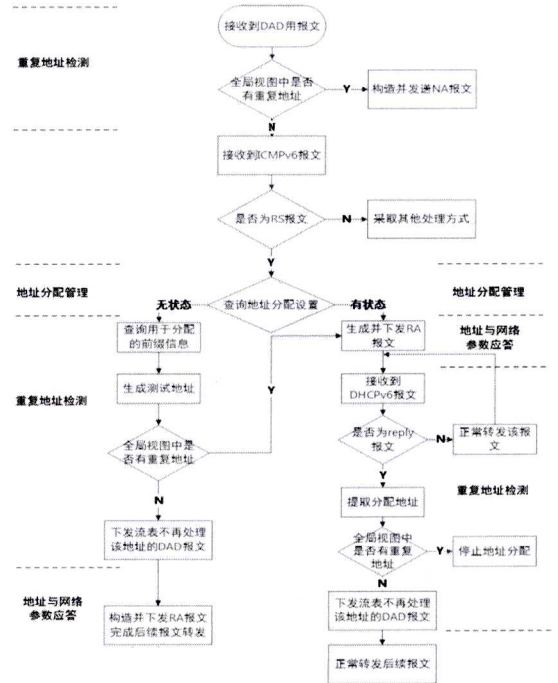 接收到DAD用报文
重复地址检测
全局视图中是否
有重复地址
Y
构造并发送NA报文
N
接收到ICMPv6报文
是否为RS报文
N
采取其他处理方式
Y
地址分配管理
无状态
查询地址分配设置
有状态
地址分配管理
查询用于分配
的前缀信息
生成并下发RA
报文
地址与网络
参数应答
生成测试地址
Y
接收到
DHCPv6报文
重复地址检测
全局视图中是
否有重复地址
是否为reply
报文
N
正常转发该报
文
Y
N
提取分配地址
重复地址检测
下发流表不再处理
该地址的DAD报文
全局视图中
是否有重复
地址
Y
停止地址分配
N
地址与网络
参数应答
构造并下发RA报文
完成后续报文转发
下发流表不再处理
该地址的DAD报文
正常转发后续报文